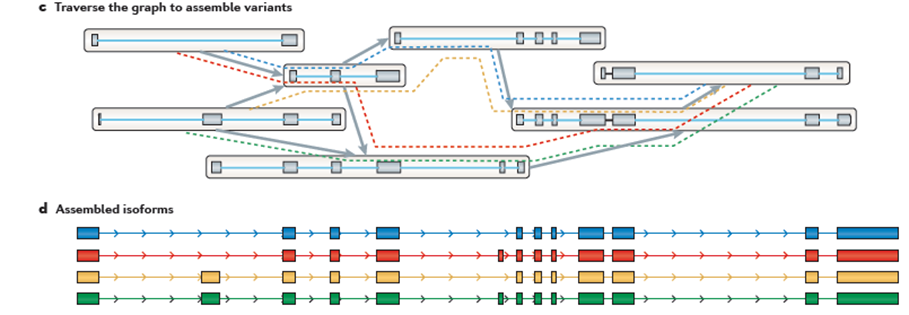 c Traverse the graph to assemble variants
d Assembled isoforms